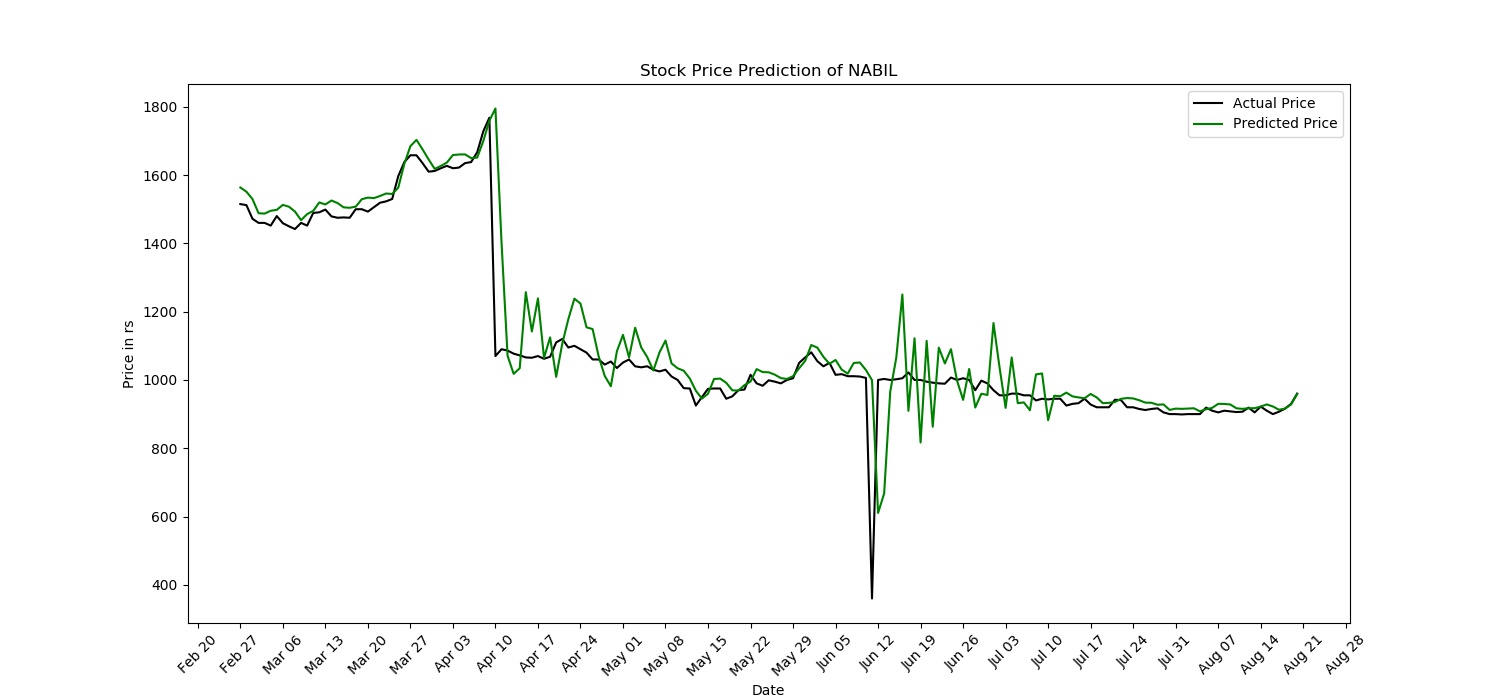 Stock Price Prediction of NABIL
Actual Price
Predicted Price
Price in rs
1800
1600
1400
1200
1000
800
600
400
Feb 20
Feb 27
Mar 06
Mar 13
Mar 20
Mar 27
Apr 03
Apr 10
Apr 17
Apr 24
May 01
May 08
May 15
May 22
May 29
Jun 05
Jun 12
Jun 19
Jun 26
Jul 03
Jul 10
Jul 17
Jul 24
Jul 31
Aug 07
Aug 14
Aug 21
Aug 28
Date